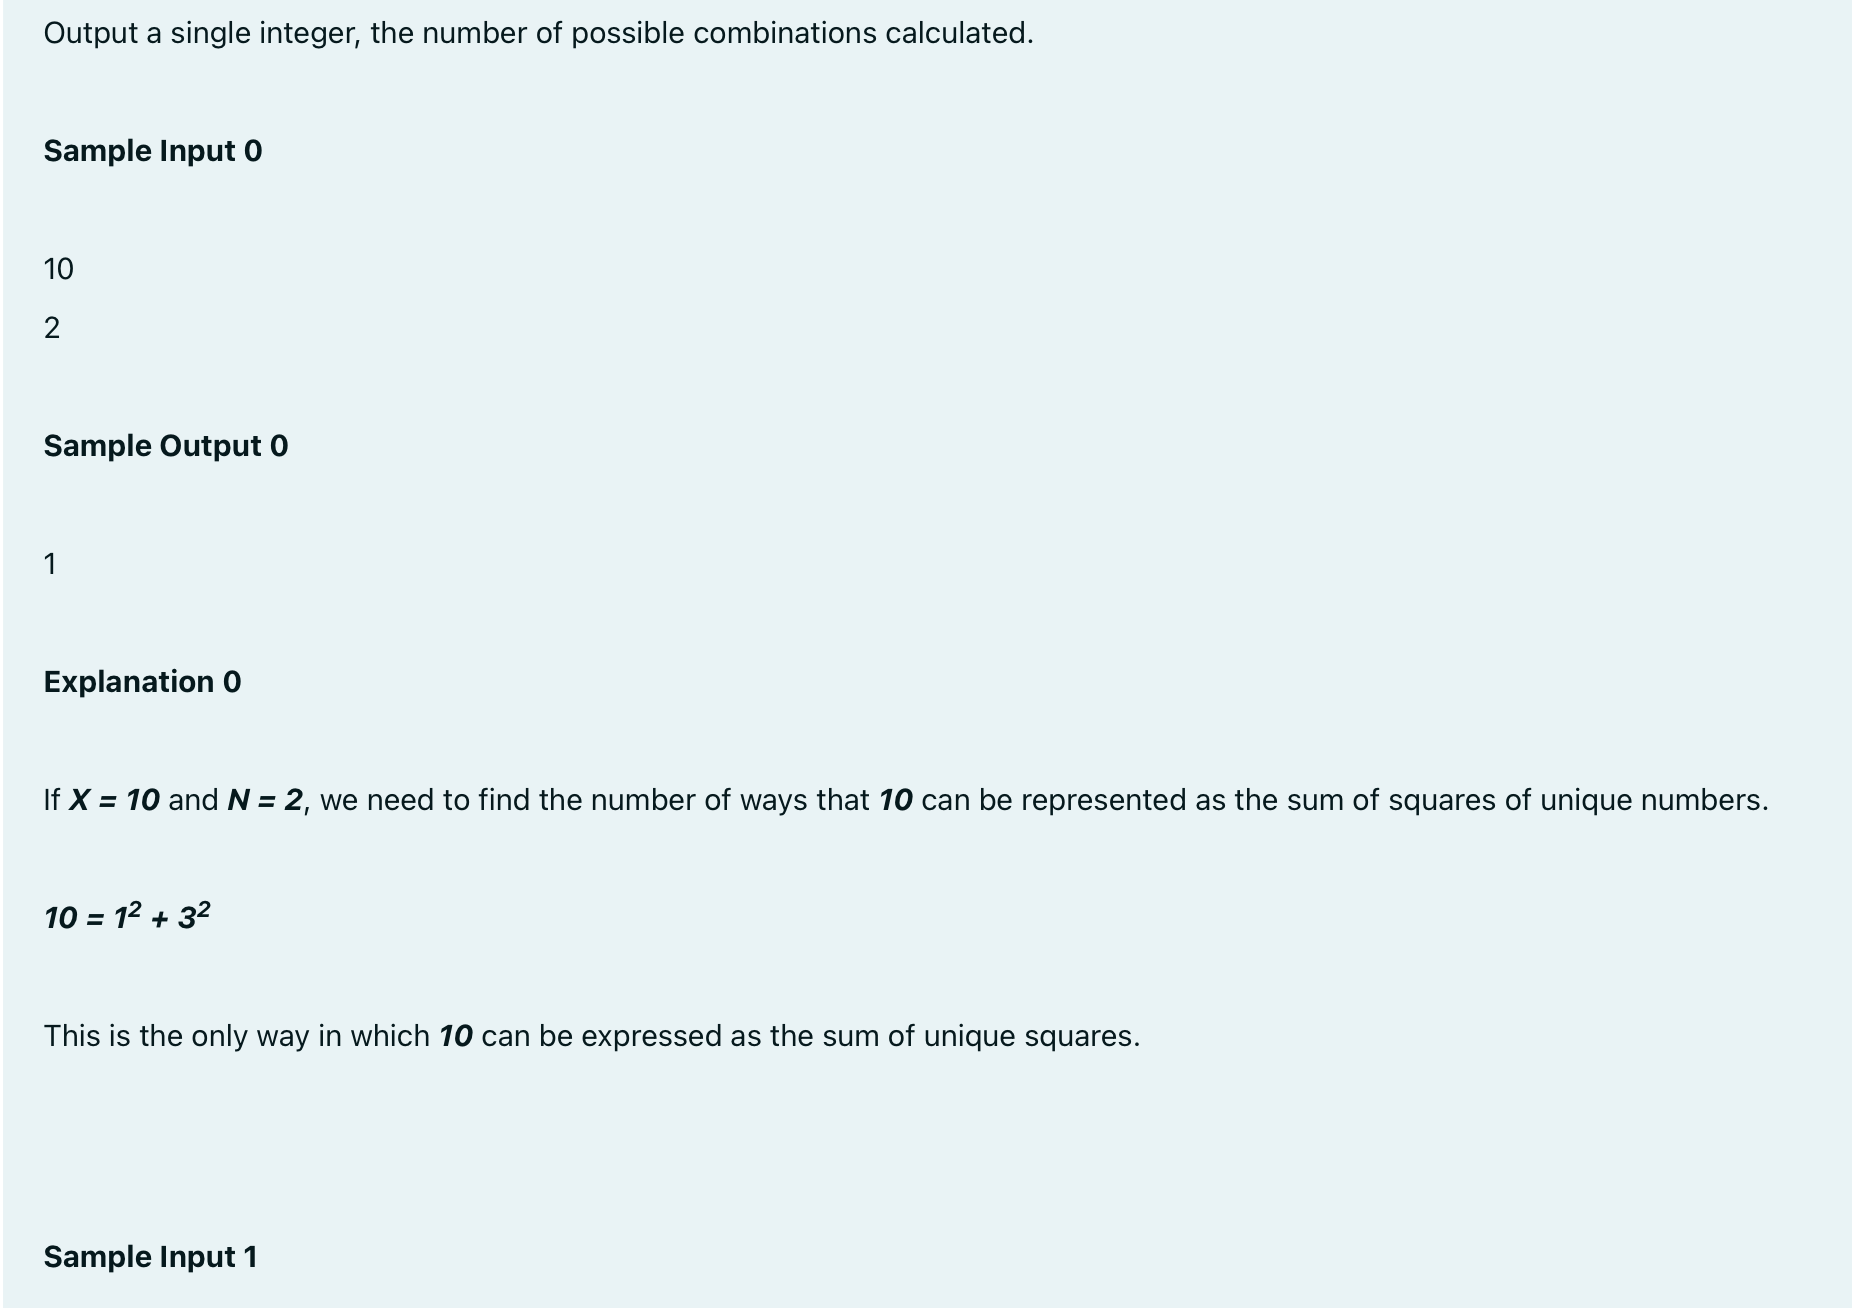 Output a single integer, the number of possible combinations calculated.
Sample Input 0
10
2
Sample Output 0
1
Explanation 0
If X = 10 and N = 2, we need to find the number of ways that 10 can be represented as the sum of squares of unique numbers.
10 = 1² + 3²
This is the only way in which 10 can be expressed as the sum of unique squares.
Sample Input 1